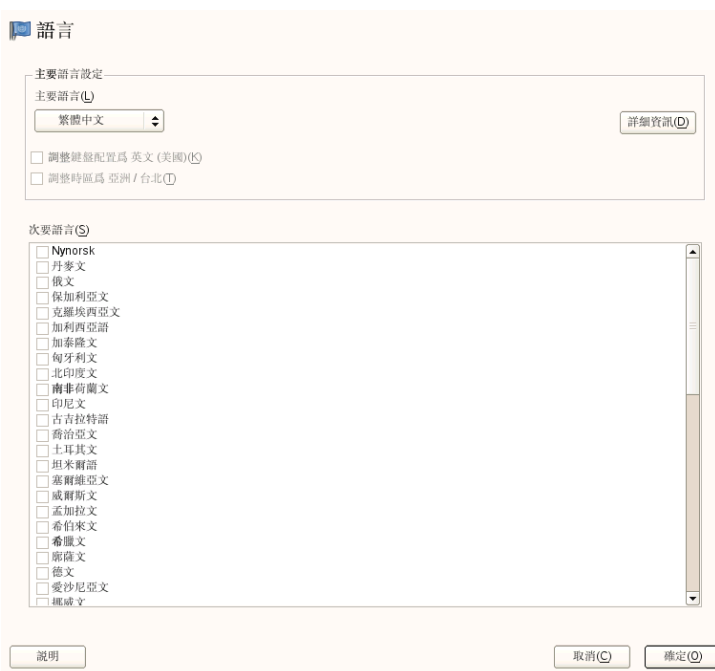 語言
主要語言設定
主要語言(L)
繁體中文
詳細資訊(D)
調整鍵盤配置爲 英文 (美國)(K)
調整時區爲 亞洲 / 台北(T)
次要語言(S)
Nynorsk
丹麥文
俄文
保加利亞文
克羅埃西亞文
加利西亞語
加泰隆文
匈牙利文
北印度文
南非荷蘭文
印尼文
古吉拉特語
喬治亞文
土耳其文
坦米爾語
塞爾維亞文
威爾斯文
孟加拉文
希伯來文
希臘文
廓薩文
德文
愛沙尼亞文
挪威文
說明
取消(C)
確定(O)